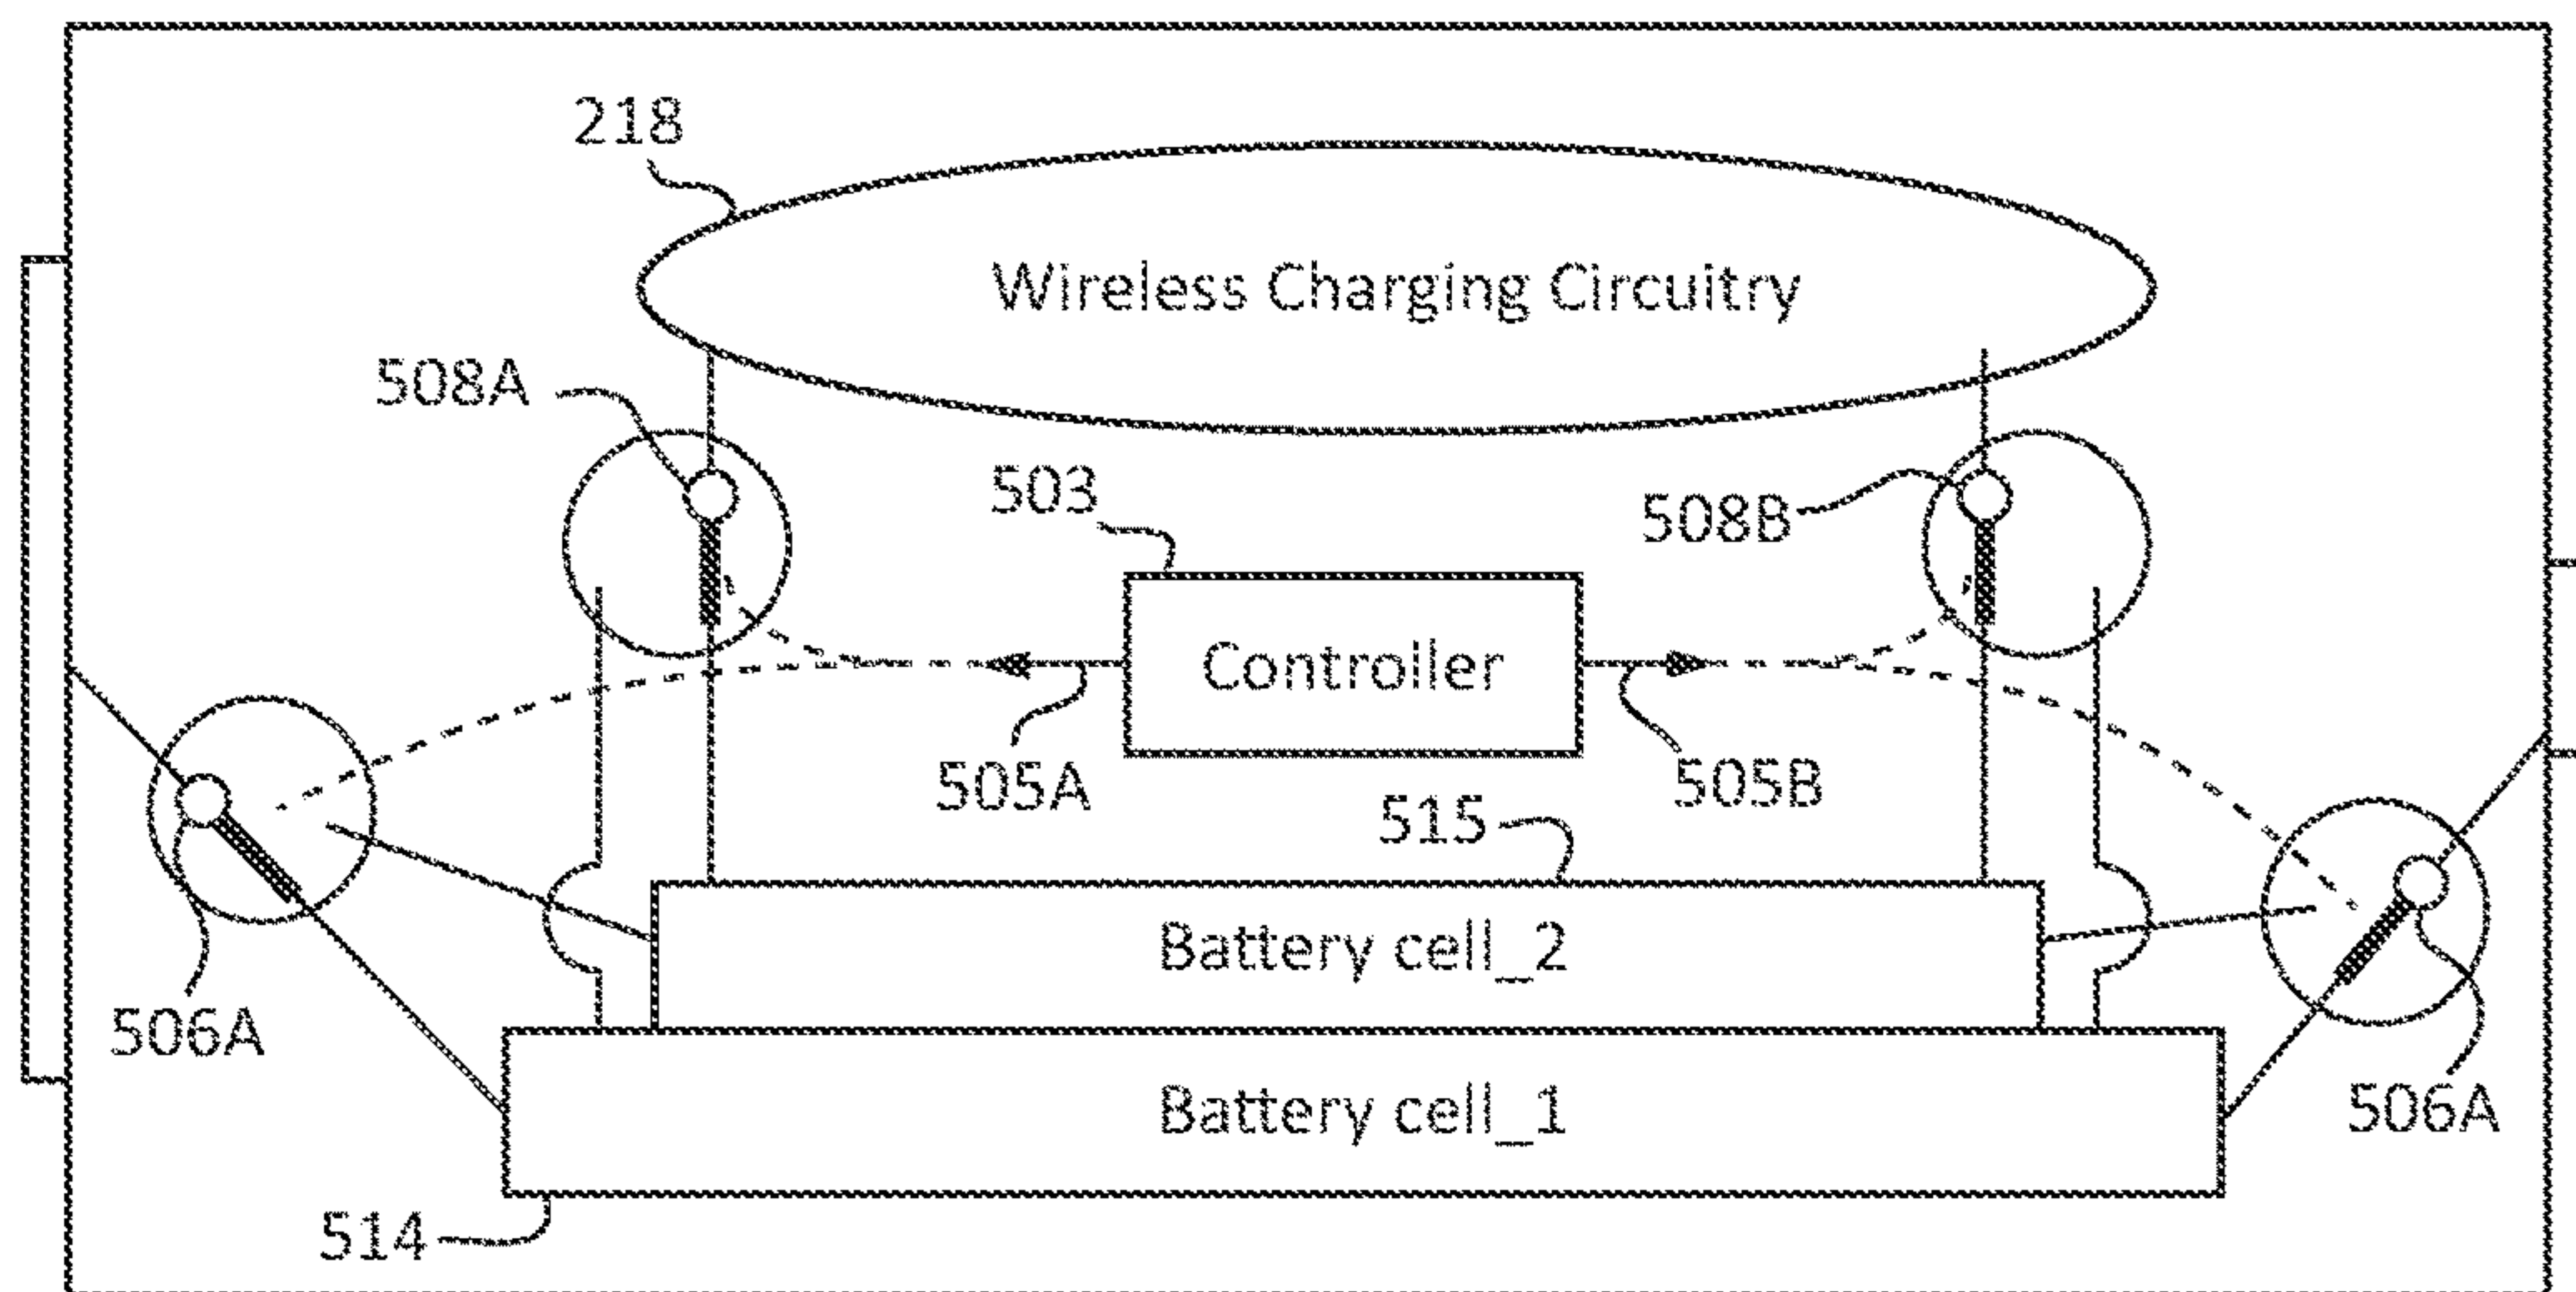 218
Wireless Charging Circuitry
508A
503
508B
Controller
505A
505B
515
Battery cell_2
506A
Battery cell_1
506A
514